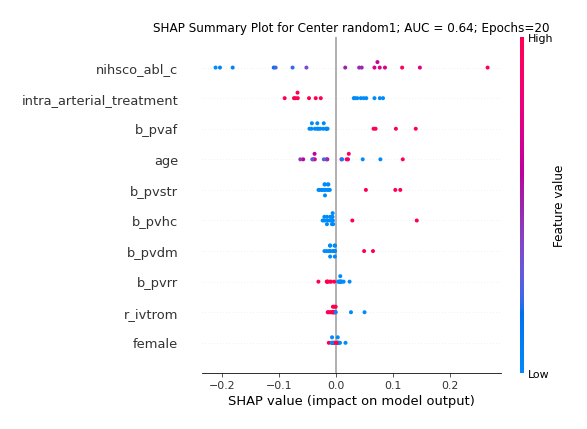 SHAP Summary Plot for Center random1; AUC = 0.64; Epochs=20
High
nihsco_abl_c
intra_arterial_treatment
b_pvaf
age
b_pvstr
b_pvhc
b_pvdm
b_pvrr
r_ivtrom
female
Feature value
Low
−0.2 −0.1 0.0 0.1 0.2
SHAP value (impact on model output)